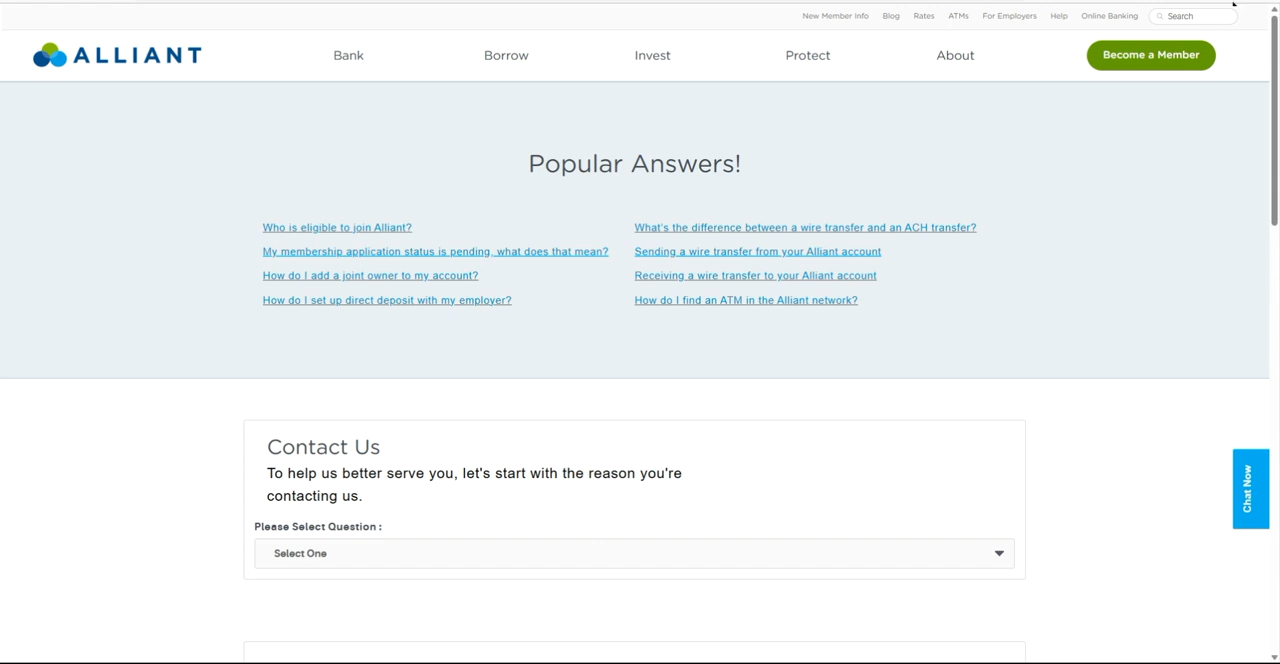 New Member Info Blog Rates ATMs For Employers Help Online Banking Search
ALLIANT Bank Borrow Invest Protect About Become a Member
Popular Answers!
Who is eligible to join Alliant? What's the difference between a wire transfer and an ACH transfer?
My membership application status is pending, what does that mean? Sending a wire transfer from your Alliant account
How do I add a joint owner to my account? Receiving a wire transfer to your Alliant account
How do I set up direct deposit with my employer? How do I find an ATM in the Alliant network?
Contact Us
To help us better serve you, let's start with the reason you're
contacting us.
Please Select Question :
Select One
Chat Now